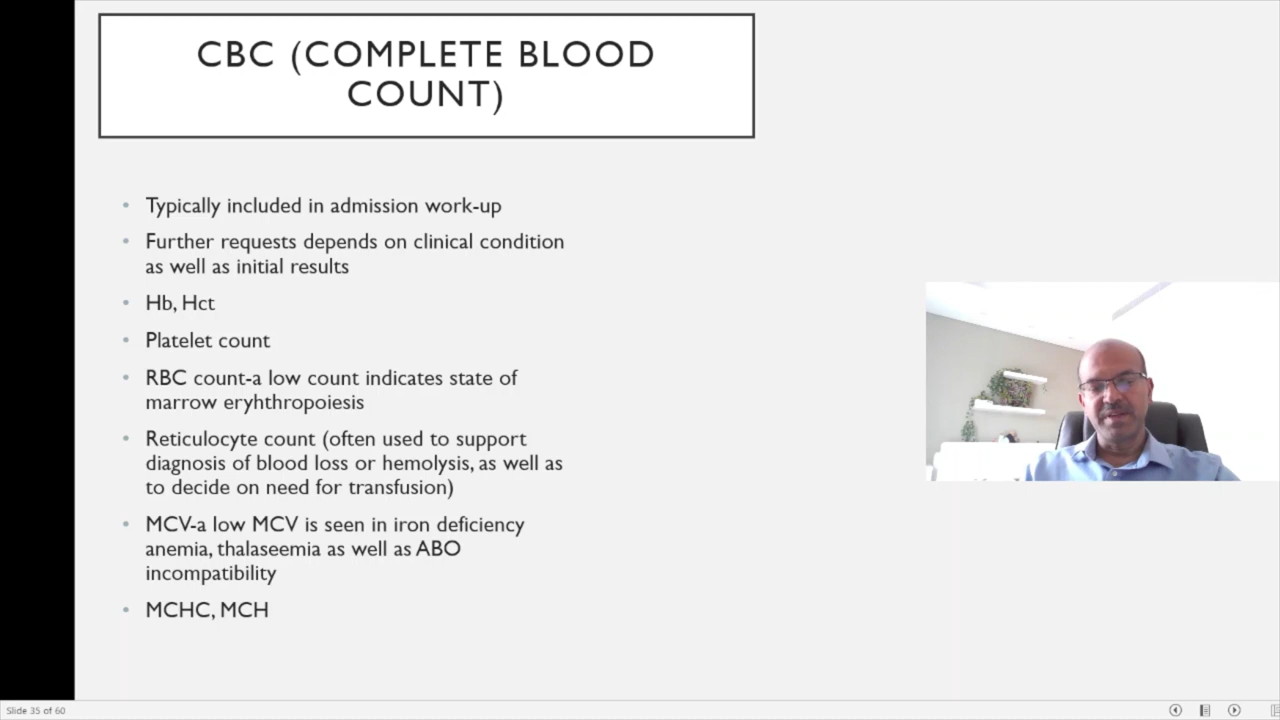 CBC (COMPLETE BLOOD
COUNT)
• Typically included in admission work-up
• Further requests depends on clinical condition
as well as initial results
• Hb, Hct
• Platelet count
• RBC count-a low count indicates state of
marrow eryhthropoiesis
• Reticulocyte count (often used to support
diagnosis of blood loss or hemolysis, as well as
to decide on need for transfusion)
• MCV-a low MCV is seen in iron deficiency
anemia, thalaseemia as well as ABO
incompatibility
• MCHC, MCH
Slide 35 of 60